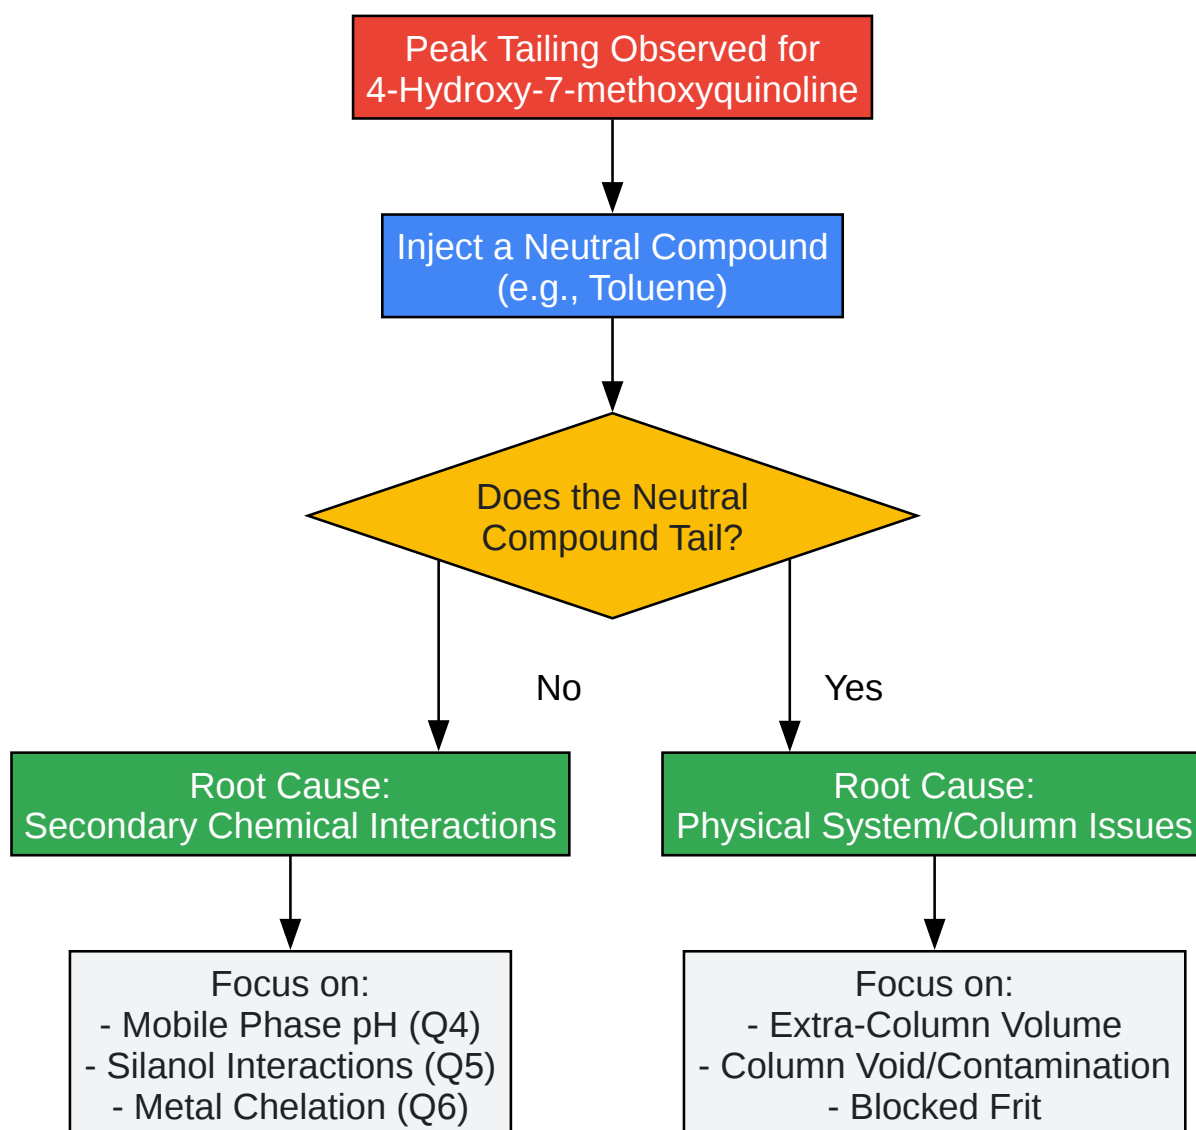 Peak Tailing Observed for
4-Hydroxy-7-methoxyquinoline
Inject a Neutral Compound
(e.g., Toluene)
Does the Neutral
Compound Tail?
No
Yes
Root Cause:
Secondary Chemical Interactions
Root Cause:
Physical System/Column Issues
Focus on:
- Mobile Phase pH (Q4)
- Silanol Interactions (Q5)
- Metal Chelation (Q6)
Focus on:
- Extra-Column Volume
- Column Void/Contamination
- Blocked Frit